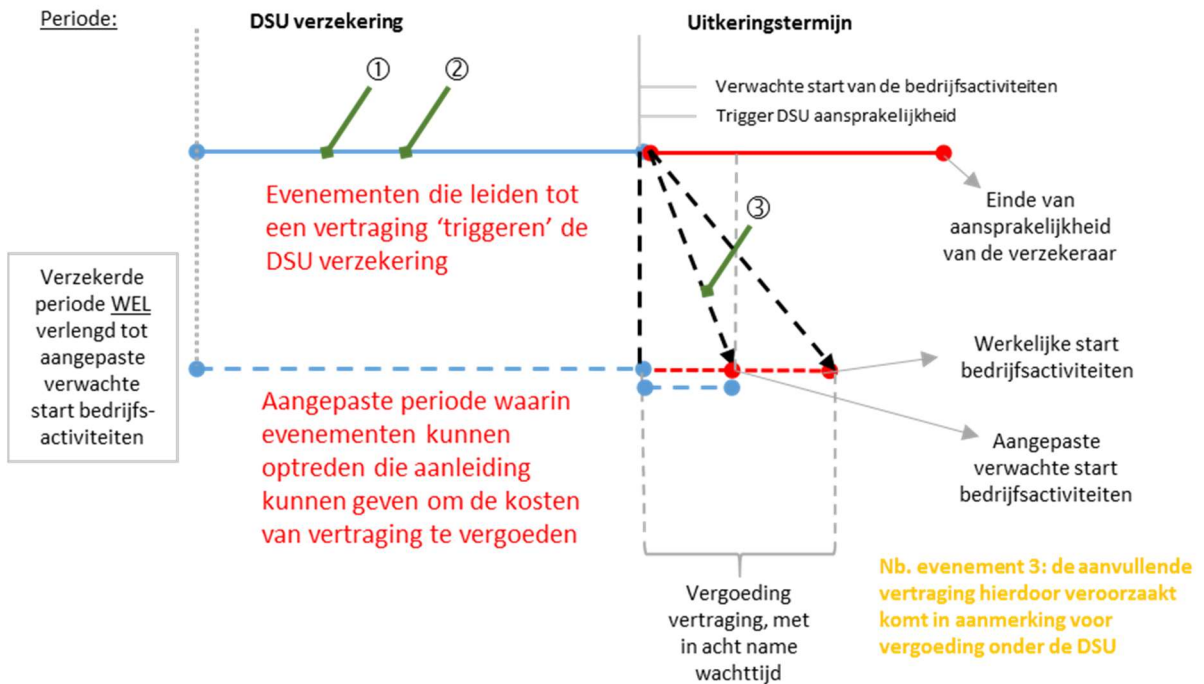 Periode:
DSU verzekering
Uitkeringstermijn
①
②
Verwachte start van de bedrijfsactiviteiten
Trigger DSU aansprakelijkheid
Evenementen die leiden tot
een vertraging ‘triggeren’ de
DSU verzekering
③
Einde van
aansprakelijkheid
van de verzekeraar
Verzekerde
periode WEL
verlengd tot
aangepaste
verwachte
start bedrijfs-
activiteiten
Werkelijke start
bedrijfsactiviteiten
Aangepaste periode waarin
evenementen kunnen
optreden die aanleiding
kunnen geven om de kosten
van vertraging te vergoeden
Aangepaste
verwachte start
bedrijfsactiviteiten
Vergoeding
vertraging, met
in acht name
wachttijd
Nb. evenement 3: de aanvullende
vertraging hierdoor veroorzaakt
komt in aanmerking voor
vergoeding onder de DSU